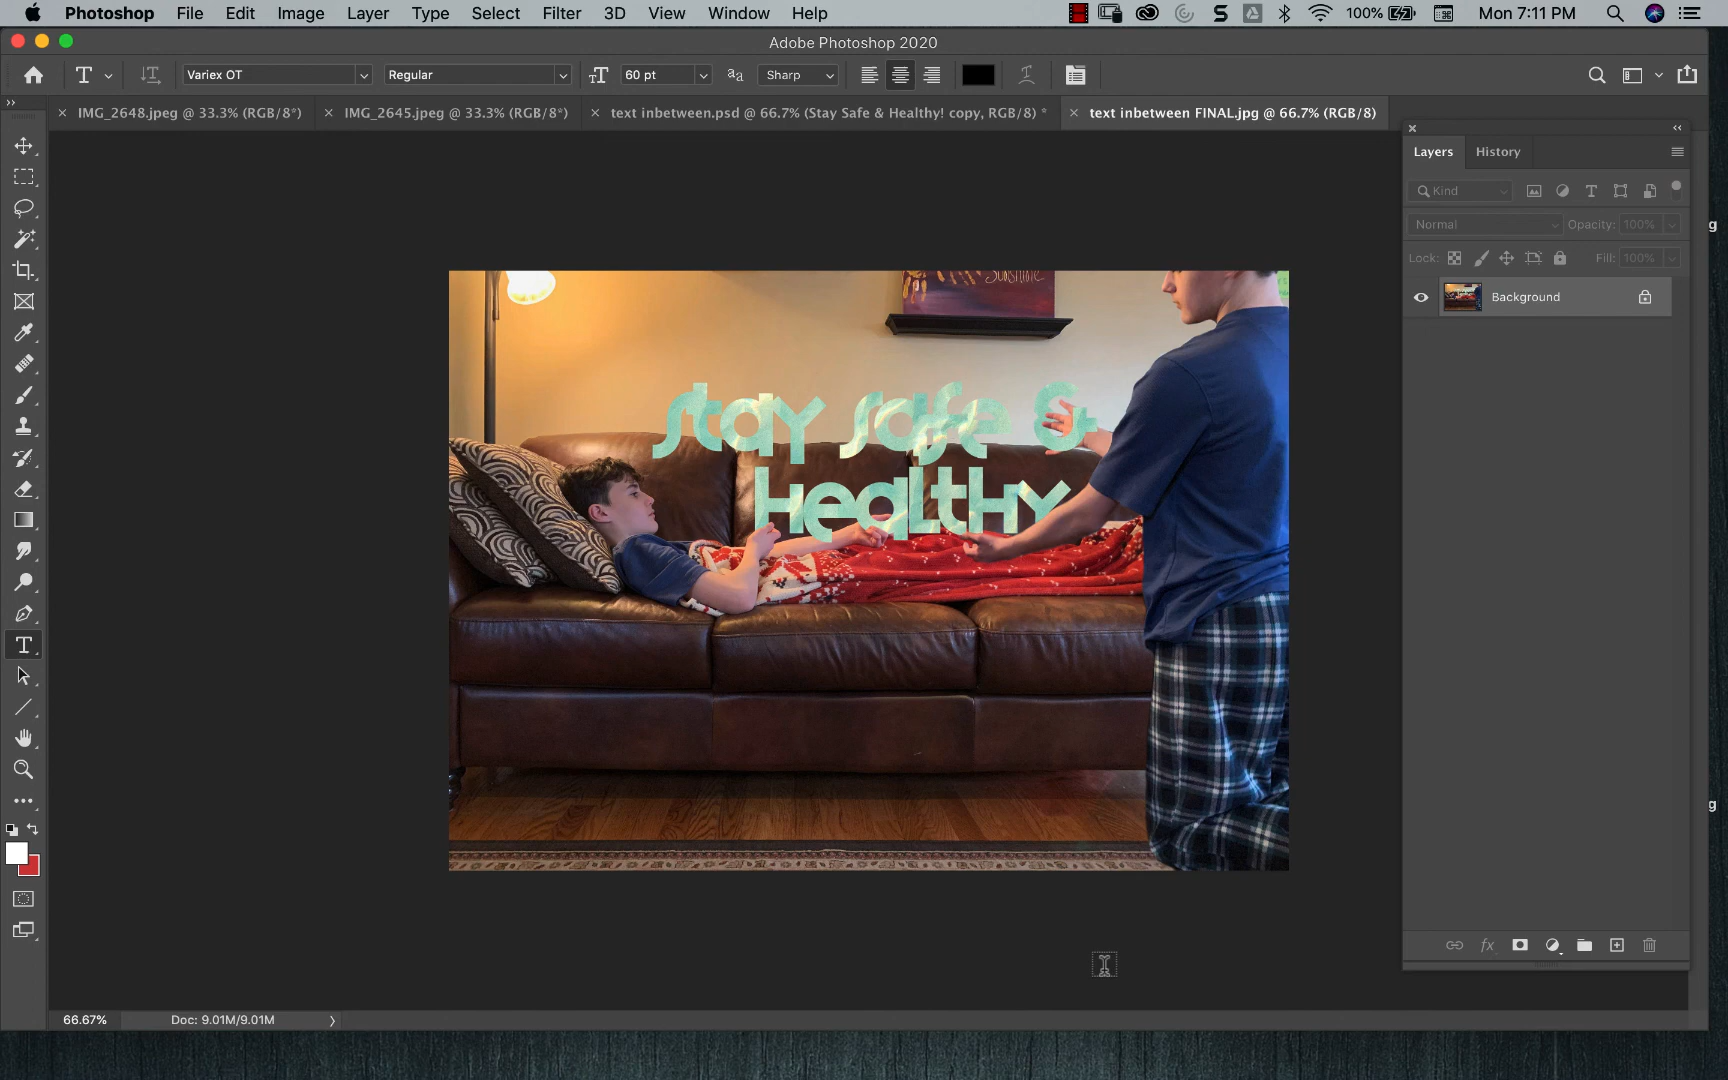 Photoshop File Edit Image Layer Type Select Filter 3D View Window Help 100% Mon 7:11 PM
Adobe Photoshop 2020
Variex OT Regular 60 pt Sharp
IMG_2648.jpeg @ 33.3% (RGB/8*) IMG_2645.jpeg @ 33.3% (RGB/8*) text inbetween.psd @ 66.7% (Stay Safe & Healthy! copy, RGB/8) * text inbetween FINAL.jpg @ 66.7% (RGB/8)
Layers History
Kind
Normal Opacity: 100%
Lock: Fill: 100%
Background
Sunshine
stay safe &
healthy
g
g
fx
66.67% Doc: 9.01M/9.01M